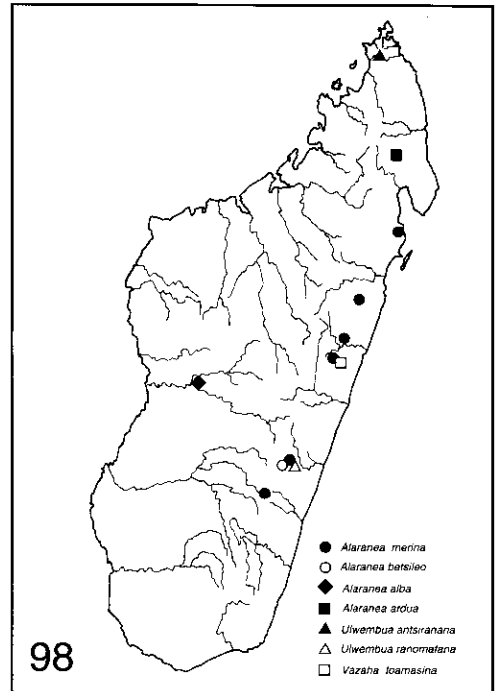 Alaranea merina
Alaranea betsileo
Alaranea alba
Alaranea ardua
Ulwembua antsiranana
Ulwembua ranomafana
Vazaha toamasina
98